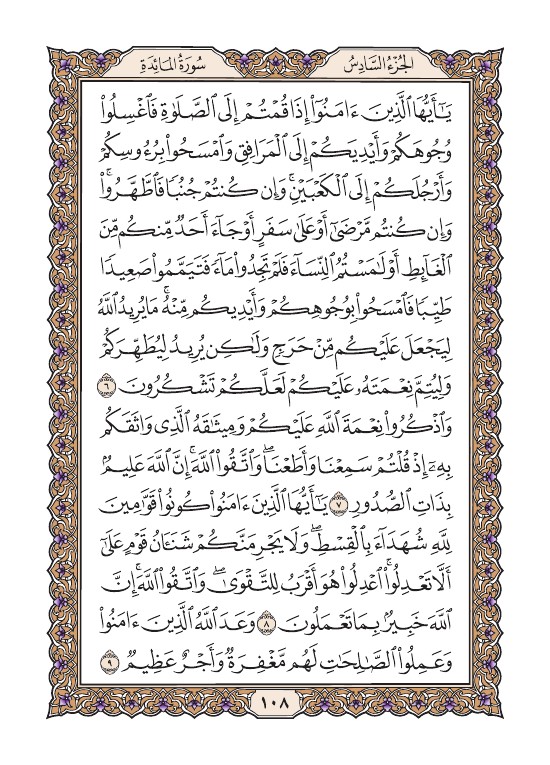 الجُزْءُ السَّادِسُ
سُورَةُ المَائِدَةِ
يَٰٓأَيُّهَا ٱلَّذِينَ ءَامَنُوٓا۟ إِذَا قُمْتُمْ إِلَى ٱلصَّلَوٰةِ فَٱغْسِلُوا۟
وُجُوهَكُمْ وَأَيْدِيَكُمْ إِلَى ٱلْمَرَافِقِ وَٱمْسَحُوا۟ بِرُءُوسِكُمْ
وَأَرْجُلَكُمْ إِلَى ٱلْكَعْبَيْنِ ۚ وَإِن كُنتُمْ جُنُبًا فَٱطَّهَّرُوا۟ ۚ
وَإِن كُنتُم مَّرْضَىٰٓ أَوْ عَلَىٰ سَفَرٍ أَوْ جَآءَ أَحَدٌ مِّنكُم مِّنَ
ٱلْغَآئِطِ أَوْ لَٰمَسْتُمُ ٱلنِّسَآءَ فَلَمْ تَجِدُوا۟ مَآءً فَتَيَمَّمُوا۟ صَعِيدًا
طَيِّبًا فَٱمْسَحُوا۟ بِوُجُوهِكُمْ وَأَيْدِيكُم مِّنْهُ ۚ مَا يُرِيدُ ٱللَّهُ
لِيَجْعَلَ عَلَيْكُم مِّنْ حَرَجٍ وَلَٰكِن يُرِيدُ لِيُطَهِّرَكُمْ
وَلِيُتِمَّ نِعْمَتَهُۥ عَلَيْكُمْ لَعَلَّكُمْ تَشْكُرُونَ ٦
وَٱذْكُرُوا۟ نِعْمَةَ ٱللَّهِ عَلَيْكُمْ وَمِيثَٰقَهُ ٱلَّذِى وَاثَقَكُم
بِهِۦٓ إِذْ قُلْتُمْ سَمِعْنَا وَأَطَعْنَا ۖ وَٱتَّقُوا۟ ٱللَّهَ ۚ إِنَّ ٱللَّهَ عَلِيمٌۢ
بِذَاتِ ٱلصُّدُورِ ٧ يَٰٓأَيُّهَا ٱلَّذِينَ ءَامَنُوا۟ كُونُوا۟ قَوَّٰمِينَ
لِلَّهِ شُهَدَآءَ بِٱلْقِسْطِ ۖ وَلَا يَجْرِمَنَّكُمْ شَنَـَٔانُ قَوْمٍ عَلَىٰٓ
أَلَّا تَعْدِلُوا۟ ۚ ٱعْدِلُوا۟ هُوَ أَقْرَبُ لِلتَّقْوَىٰ ۖ وَٱتَّقُوا۟ ٱللَّهَ ۚ إِنَّ
ٱللَّهَ خَبِيرٌۢ بِمَا تَعْمَلُونَ ٨ وَعَدَ ٱللَّهُ ٱلَّذِينَ ءَامَنُوا۟
وَعَمِلُوا۟ ٱلصَّٰلِحَٰتِ ۙ لَهُم مَّغْفِرَةٌ وَأَجْرٌ عَظِيمٌ ٩
١٠٨